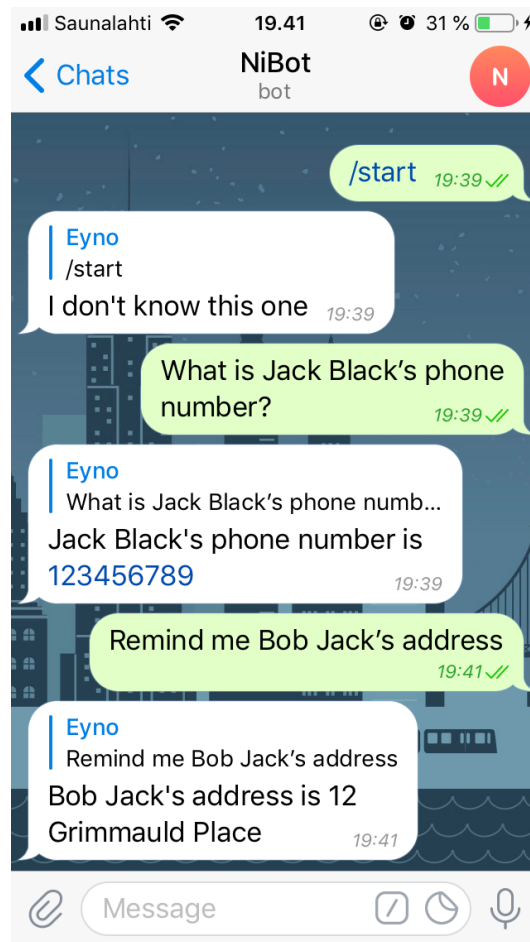 Saunalahti 19.41 31 %
Chats NiBot N
bot
/start 19:39
Eyno
/start
I don't know this one 19:39
What is Jack Black’s phone
number? 19:39
Eyno
What is Jack Black’s phone numb...
Jack Black's phone number is
123456789 19:39
Remind me Bob Jack’s address
19:41
Eyno
Remind me Bob Jack’s address
Bob Jack's address is 12
Grimmauld Place 19:41
Message